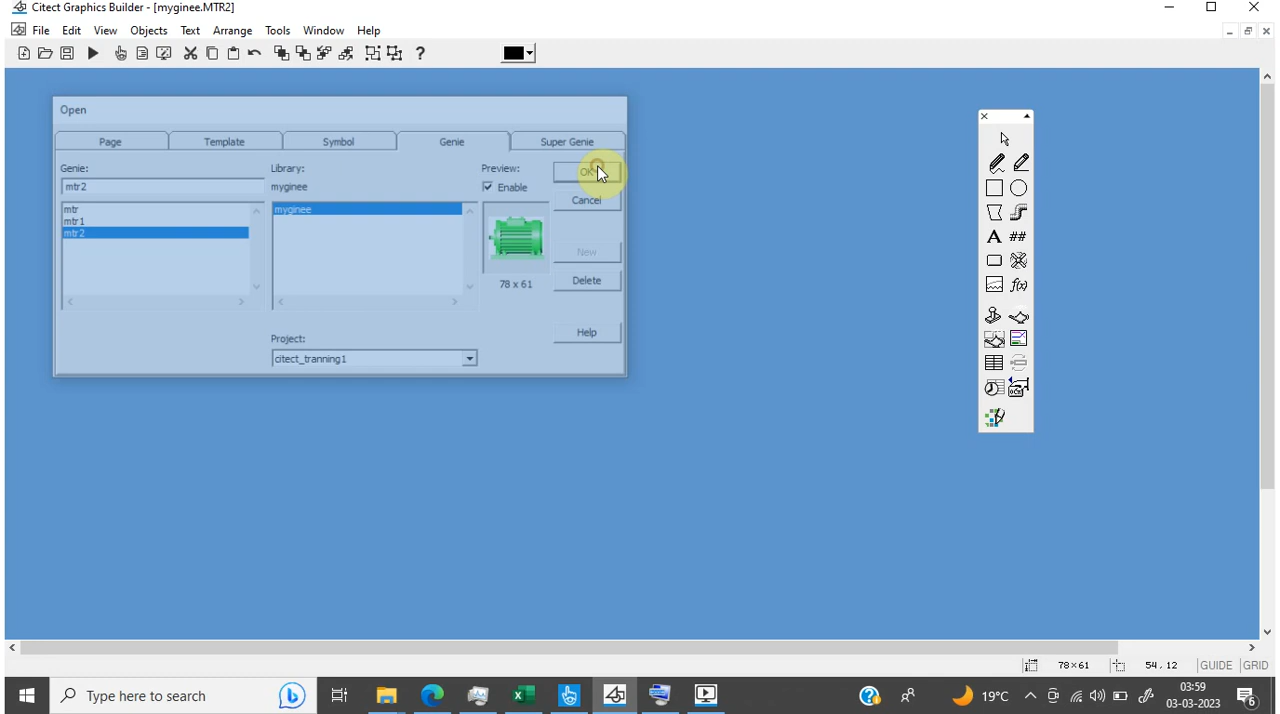 Citect Graphics Builder - [myginee.MTR2]
File Edit View Objects Text Arrange Tools Window Help
Open
Page Template Symbol Genie Super Genie
Genie: Library: Preview:
mtr2 myginee Enable
mtr myginee
mtr1
mtr2
Cancel
New
Delete
78 x 61
Help
Project:
citect_tranning1
A ##
f(x)
78×61 54, 12 GUIDE GRID
Type here to search
19°C
03:59
03-03-2023
6